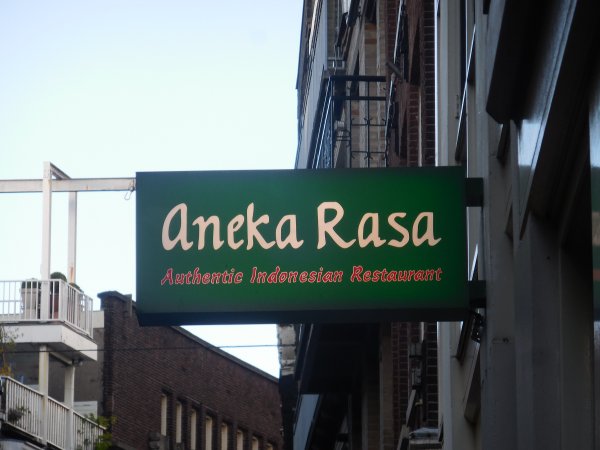 Aneka Rasa
Authentic Indonesian Restaurant